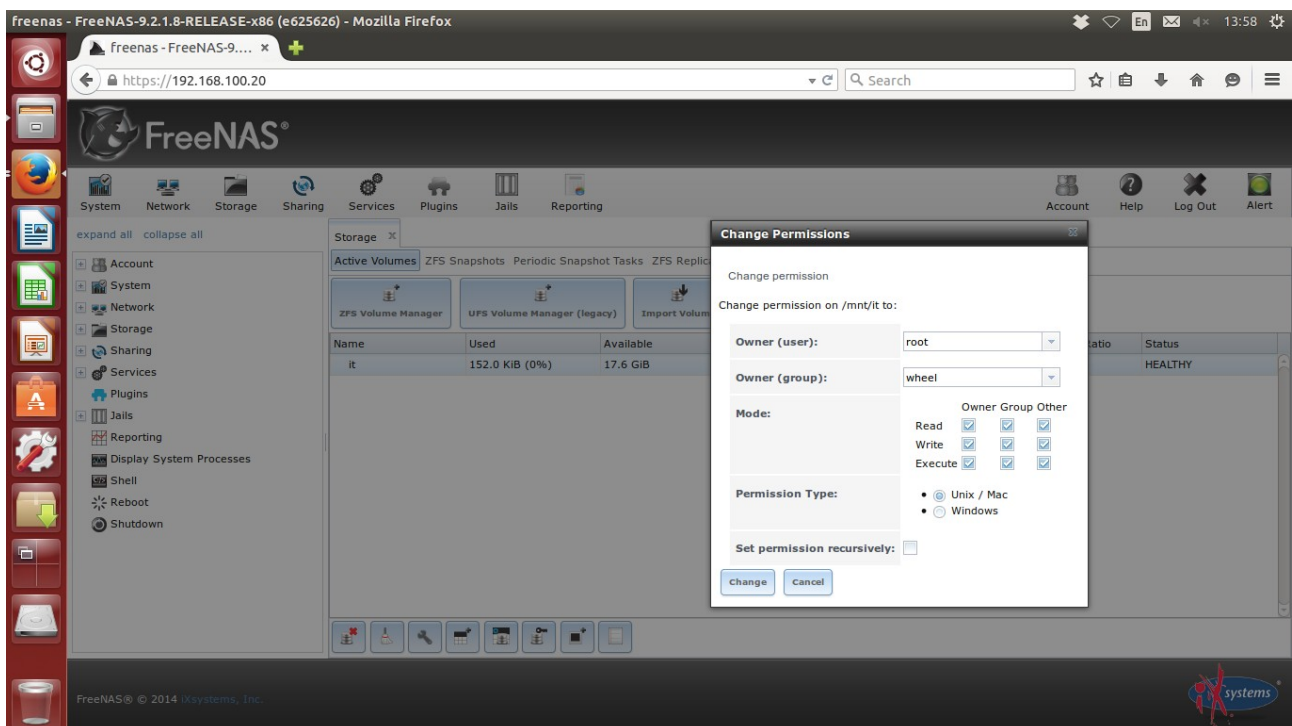 freenas - FreeNAS-9.2.1.8-RELEASE-x86 (e625626) - Mozilla Firefox
En
13:58
freenas - FreeNAS-9....
https://192.168.100.20
Search
FreeNAS®
System Network Storage Sharing Services Plugins Jails Reporting Account Help Log Out Alert
expand all collapse all
Account
System
Network
Storage
Sharing
Services
Plugins
Jails
Reporting
Display System Processes
Shell
Reboot
Shutdown
Storage
Active Volumes ZFS Snapshots Periodic Snapshot Tasks ZFS Replic
ZFS Volume Manager UFS Volume Manager (legacy) Import Volum
Name Used Available Status
it 152.0 KiB (0%) 17.6 GiB HEALTHY
Change Permissions
Change permission
Change permission on /mnt/it to:
Owner (user): root
Owner (group): wheel
Mode:
Owner Group Other
Read
Write
Execute
Permission Type:
Unix / Mac
Windows
Set permission recursively:
Change Cancel
FreeNAS® © 2014 iXsystems, Inc.
iX systems